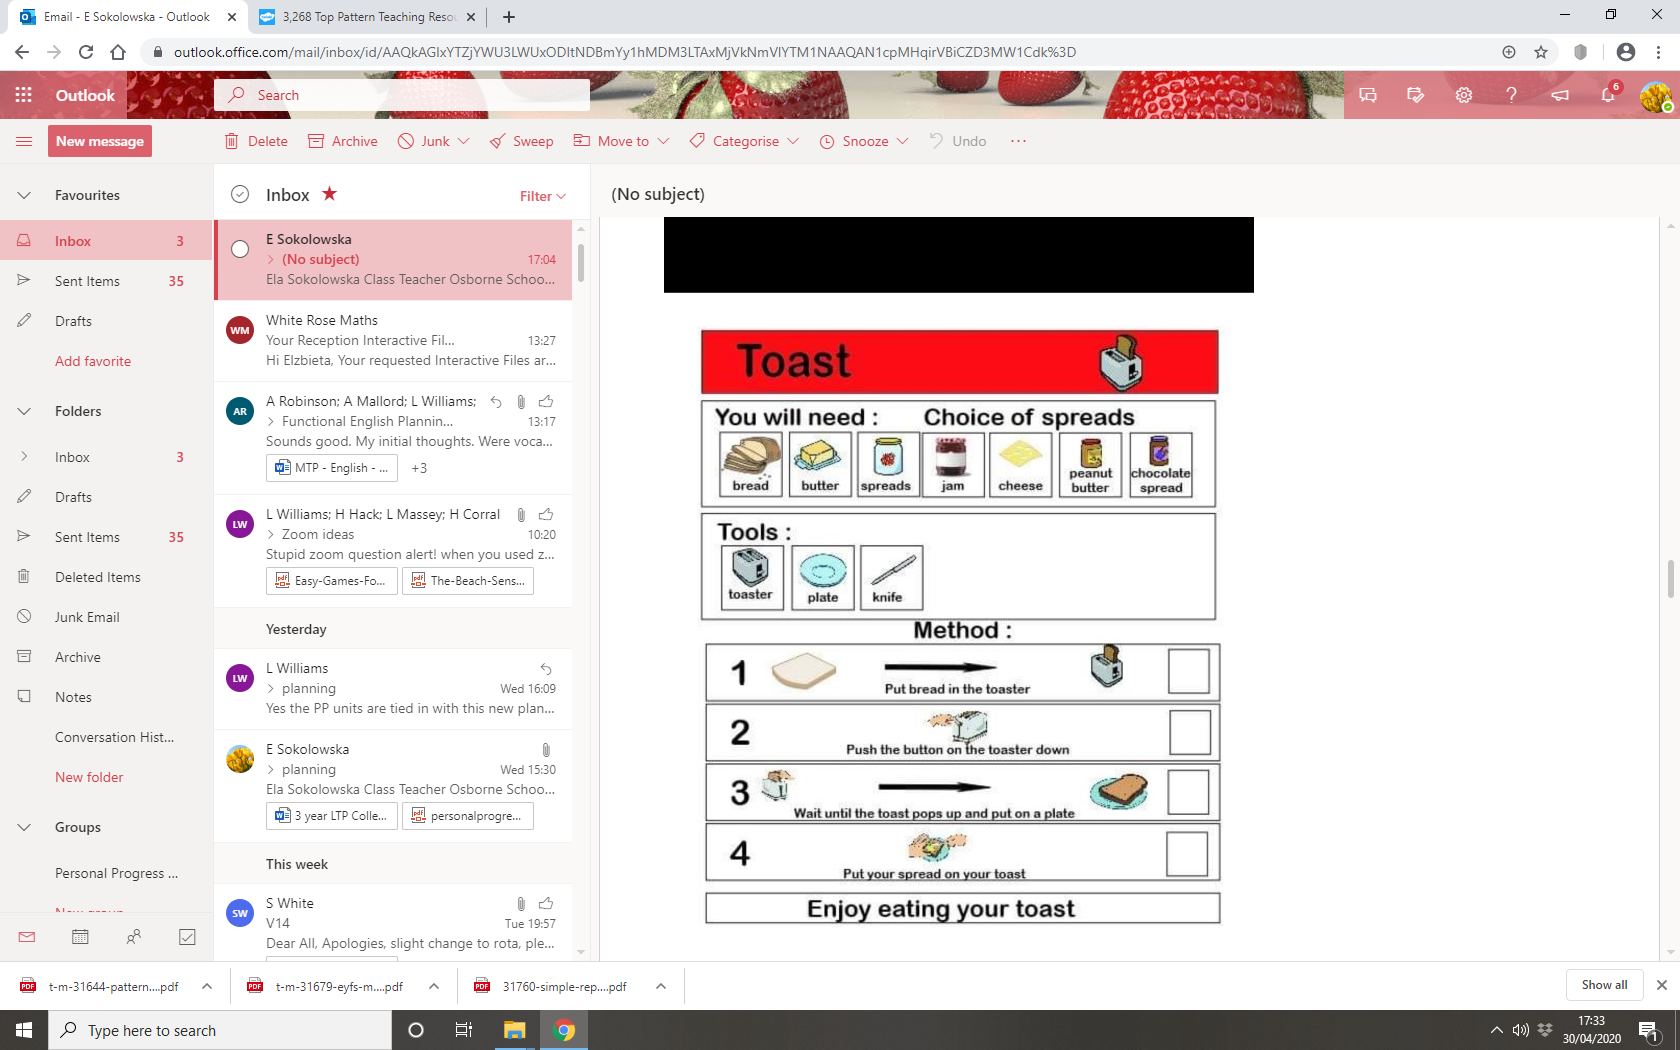 Email - E Sokolowska - Outlook
3,268 Top Pattern Teaching Reso
outlook.office.com/mail/inbox/id/AAQkAGIxYTZjYWU3LWUxODItNDBmYy1hMDM3LTAxMjVkNmVlYTM1NAAQAN1cpMHqirVBiCZD3MW1Cdk%3D
Outlook
Search
6
New message
Delete
Archive
Junk
Sweep
Move to
Categorise
Snooze
Undo
Favourites
Inbox 3
Sent Items 35
Drafts
Add favorite
Folders
Inbox 3
Drafts
Sent Items 35
Deleted Items
Junk Email
Archive
Notes
Conversation Hist...
New folder
Groups
Personal Progress ...
New group
Inbox
Filter
E Sokolowska
(No subject) 17:04
Ela Sokolowska Class Teacher Osborne Schoo...
WM
White Rose Maths
Your Reception Interactive Fil... 13:27
Hi Elzbieta, Your requested Interactive Files ar...
AR
A Robinson; A Mallord; L Williams;
Functional English Plannin... 13:17
Sounds good. My initial thoughts. Were voca...
MTP - English - ... +3
LW
L Williams; H Hack; L Massey; H Corral
Zoom ideas 10:20
Stupid zoom question alert! when you used z...
Easy-Games-Fo... The-Beach-Sens...
Yesterday
LW
L Williams
planning Wed 16:09
Yes the PP units are tied in with this new plan...
E Sokolowska
planning Wed 15:30
Ela Sokolowska Class Teacher Osborne Schoo...
3 year LTP Colle... personalprogre...
This week
SW
S White
V14 Tue 19:57
Dear All, Apologies, slight change to rota, ple...
(No subject)
Toast
You will need : Choice of spreads
bread butter spreads jam cheese peanut butter chocolate spread
Tools :
toaster plate knife
Method :
1
Put bread in the toaster
2
Push the button on the toaster down
3
Wait until the toast pops up and put on a plate
4
Put your spread on your toast
Enjoy eating your toast
t-m-31644-pattern....pdf
t-m-31679-eyfs-m....pdf
31760-simple-rep....pdf
Show all
Type here to search
17:33
30/04/2020
1